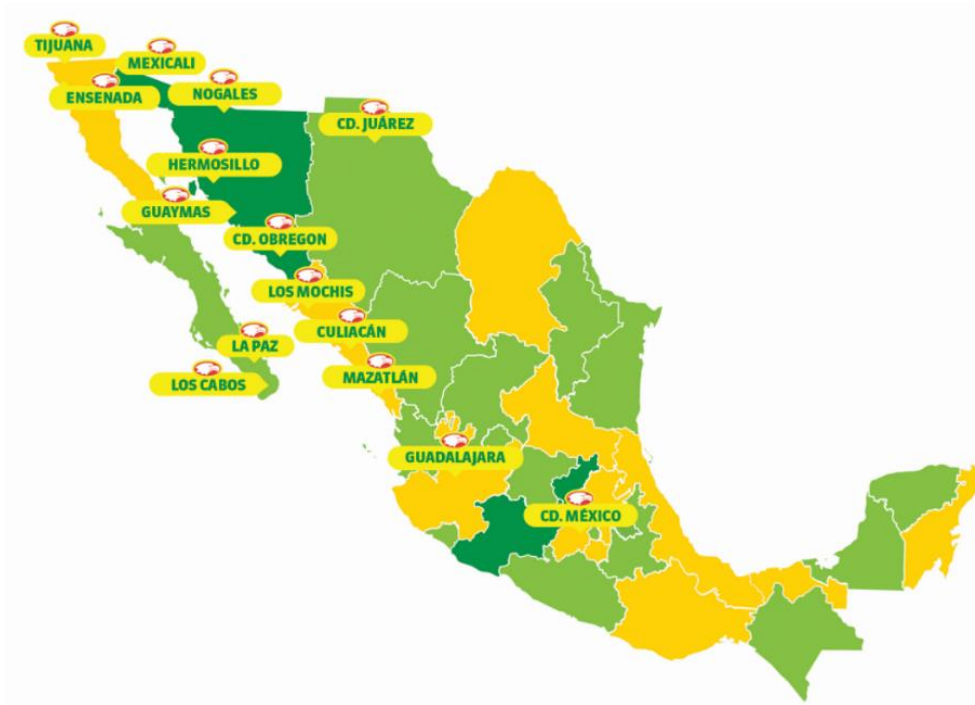 TIJUANA
MEXICALI
ENSENADA
NOGALES
CD. JUÁREZ
HERMOSILLO
GUAYMAS
CD. OBREGON
LOS MOCHIS
CULIACÁN
LA PAZ
MAZATLÁN
LOS CABOS
GUADALAJARA
CD. MÉXICO